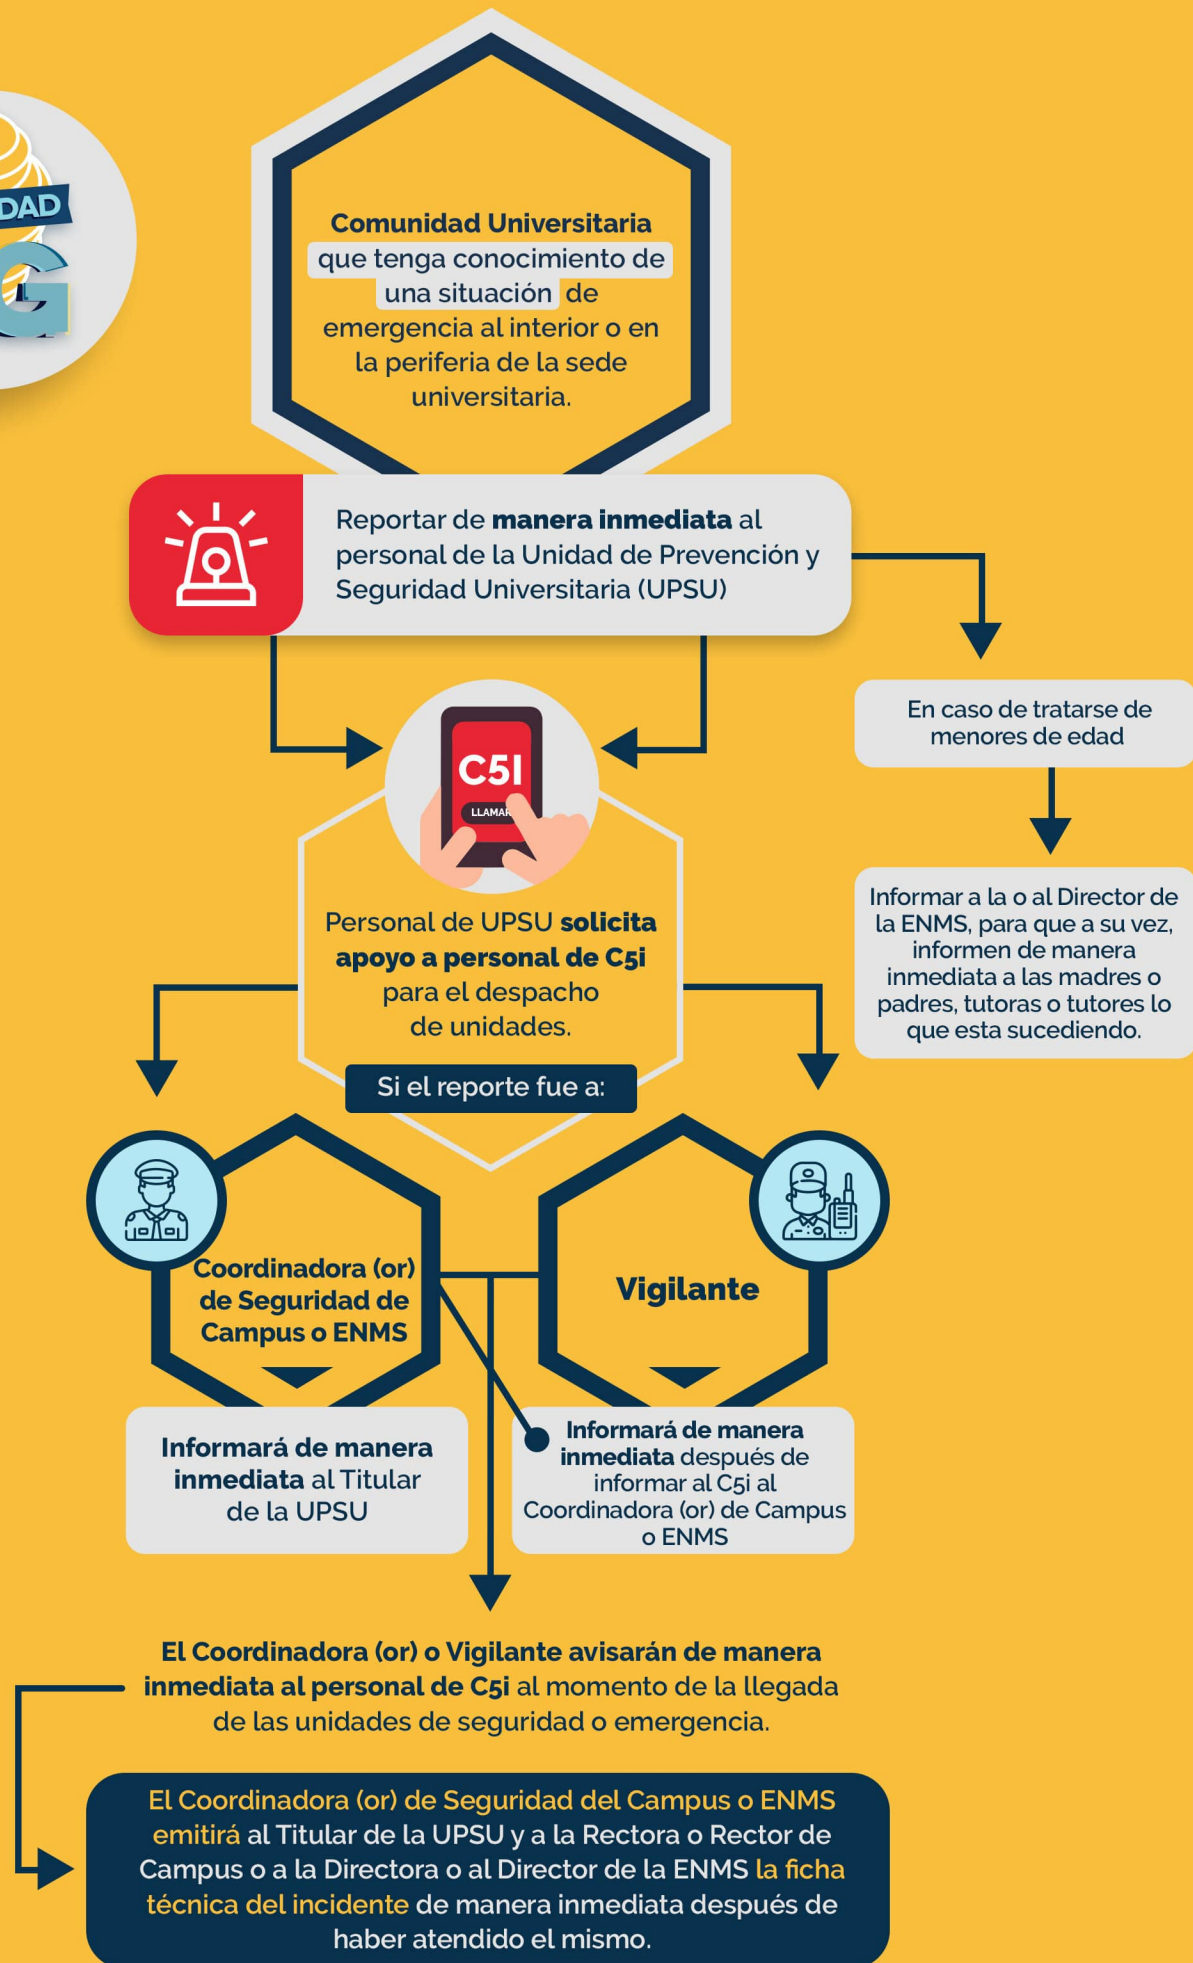 DAD
G
Comunidad Universitaria
que tenga conocimiento de
una situación de
emergencia al interior o en
la periferia de la sede
universitaria.
Reportar de manera inmediata al
personal de la Unidad de Prevención y
Seguridad Universitaria (UPSU)
En caso de tratarse de
menores de edad
Informar a la o al Director de
la ENMS, para que a su vez,
informen de manera
inmediata a las madres o
padres, tutoras o tutores lo
que esta sucediendo.
C5I
LLAMAR
Personal de UPSU solicita
apoyo a personal de C5i
para el despacho
de unidades.
Si el reporte fue a:
Coordinadora (or)
de Seguridad de
Campus o ENMS
Informará de manera
inmediata al Titular
de la UPSU
Vigilante
Informará de manera
inmediata después de
informar al C5i al
Coordinadora (or) de Campus
o ENMS
El Coordinadora (or) o Vigilante avisarán de manera
inmediata al personal de C5i al momento de la llegada
de las unidades de seguridad o emergencia.
El Coordinadora (or) de Seguridad del Campus o ENMS
emitirá al Titular de la UPSU y a la Rectora o Rector de
Campus o a la Directora o al Director de la ENMS la ficha
técnica del incidente de manera inmediata después de
haber atendido el mismo.